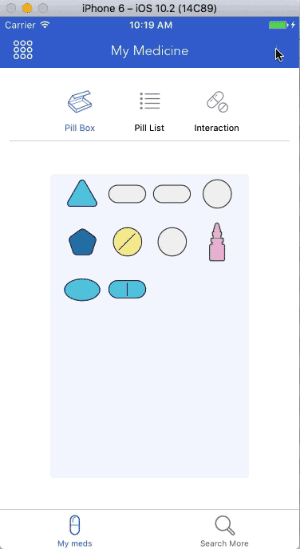 iPhone 6 – iOS 10.2 (14C89)
Carrier 10:19 AM
My Medicine
Pill Box Pill List Interaction
My meds Search More